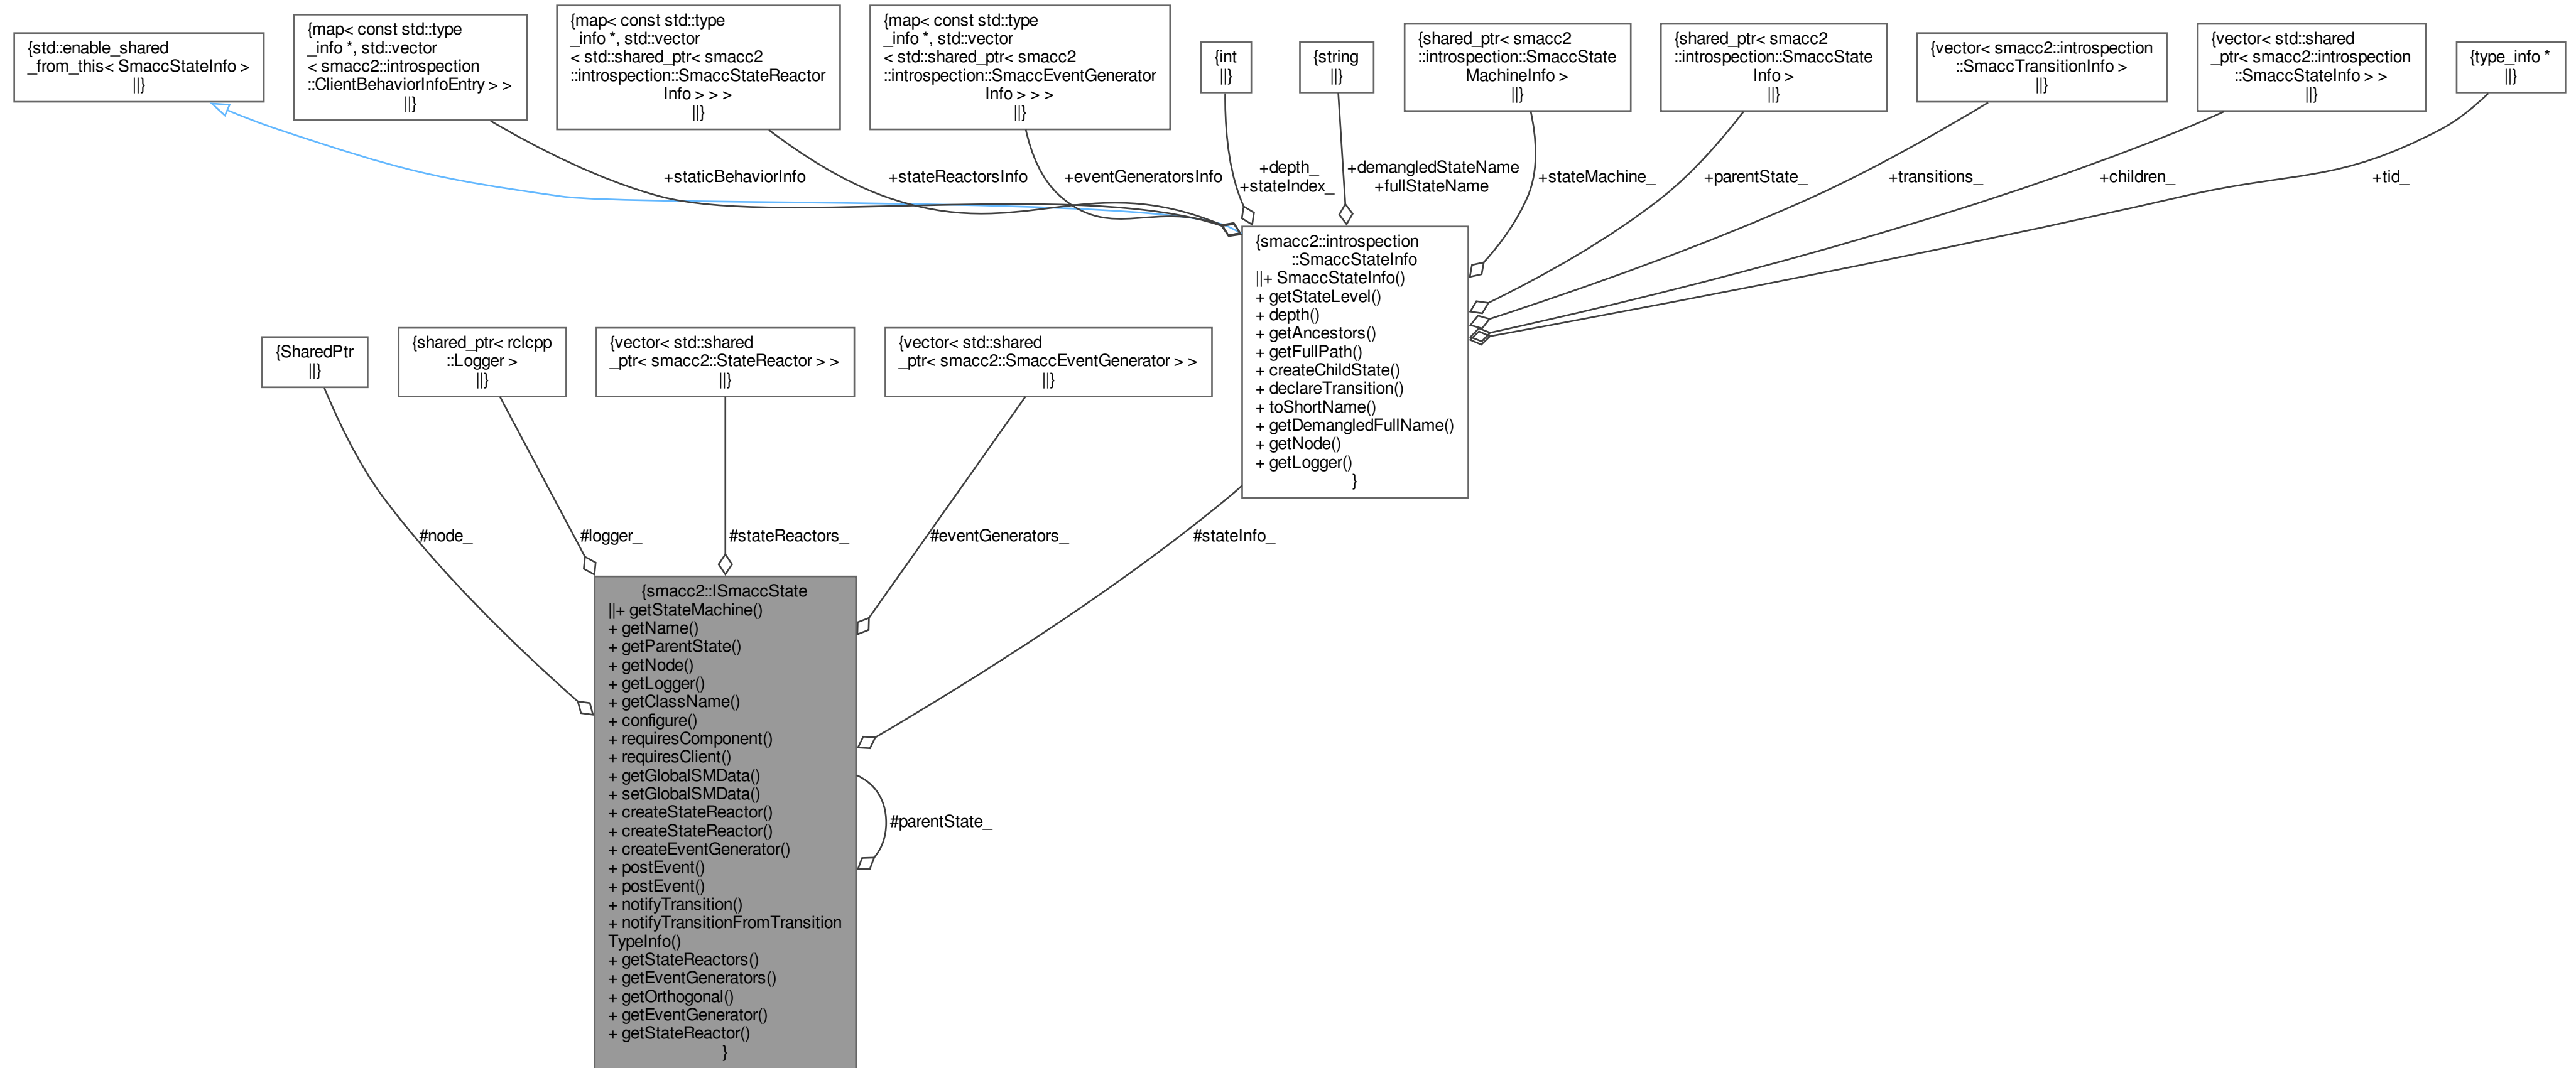 {std::enable_shared
_from_this< SmaccStateInfo >
||}
{map< const std::type
_info *, std::vector
< smacc2::introspection
::ClientBehaviorInfoEntry > >
||}
{map< const std::type
_info *, std::vector
< std::shared_ptr< smacc2
::introspection::SmaccStateReactor
Info > > >
||}
{map< const std::type
_info *, std::vector
< std::shared_ptr< smacc2
::introspection::SmaccEventGenerator
Info > > >
||}
{int
||}
{string
||}
{shared_ptr< smacc2
::introspection::SmaccState
MachineInfo >
||}
{shared_ptr< smacc2
::introspection::SmaccState
Info >
||}
{vector< smacc2::introspection
::SmaccTransitionInfo >
||}
{vector< std::shared
_ptr< smacc2::introspection
::SmaccStateInfo > >
||}
{type_info *
||}
+staticBehaviorInfo
+stateReactorsInfo
+eventGeneratorsInfo
+depth_
+stateIndex_
+demangledStateName
+fullStateName
+stateMachine_
+parentState_
+transitions_
+children_
+tid_
{smacc2::introspection
::SmaccStateInfo
||+ SmaccStateInfo()
+ getStateLevel()
+ depth()
+ getAncestors()
+ getFullPath()
+ createChildState()
+ declareTransition()
+ toShortName()
+ getDemangledFullName()
+ getNode()
+ getLogger()
}
{SharedPtr
||}
{shared_ptr< rclcpp
::Logger >
||}
{vector< std::shared
_ptr< smacc2::StateReactor > >
||}
{vector< std::shared
_ptr< smacc2::SmaccEventGenerator > >
||}
#node_
#logger_
#stateReactors_
#eventGenerators_
#stateInfo_
{smacc2::ISmaccState
||+ getStateMachine()
+ getName()
+ getParentState()
+ getNode()
+ getLogger()
+ getClassName()
+ configure()
+ requiresComponent()
+ requiresClient()
+ getGlobalSMData()
+ setGlobalSMData()
+ createStateReactor()
+ createStateReactor()
+ createEventGenerator()
+ postEvent()
+ postEvent()
+ notifyTransition()
+ notifyTransitionFromTransition
TypeInfo()
+ getStateReactors()
+ getEventGenerators()
+ getOrthogonal()
+ getEventGenerator()
+ getStateReactor()
}
#parentState_